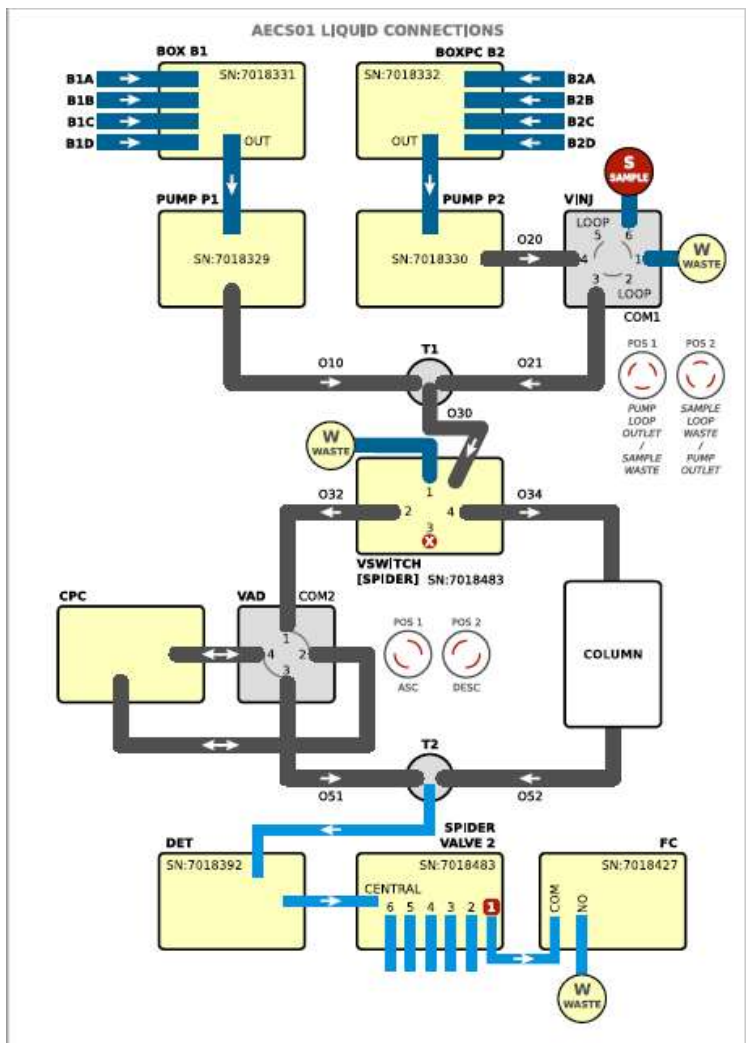 AECS01 LIQUID CONNECTIONS
BOX B1
BOXPC B2
SN:7018331
SN:7018332
B1A
B1B
B1C
B1D
B2A
B2B
B2C
B2D
OUT
OUT
S
SAMPLE
PUMP P1
PUMP P2
VINJ
SN:7018329
SN:7018330
O20
LOOP
5
6
4
1
3
2
LOOP
W
WASTE
COM1
T1
O10
O21
O30
POS 1
POS 2
PUMP
LOOP
OUTLET
/
SAMPLE
WASTE
SAMPLE
LOOP
WASTE
/
PUMP
OUTLET
W
WASTE
O32
O34
1
2
4
3
X
VSWITCH
[SPIDER] SN:7018483
CPC
VAD
COM2
1
4
2
3
POS 1
POS 2
ASC
DESC
COLUMN
T2
O51
O52
DET
SN:7018392
SPIDER
VALVE 2
SN:7018483
CENTRAL
6 5 4 3 2 1
FC
SN:7018427
COM
NO
W
WASTE